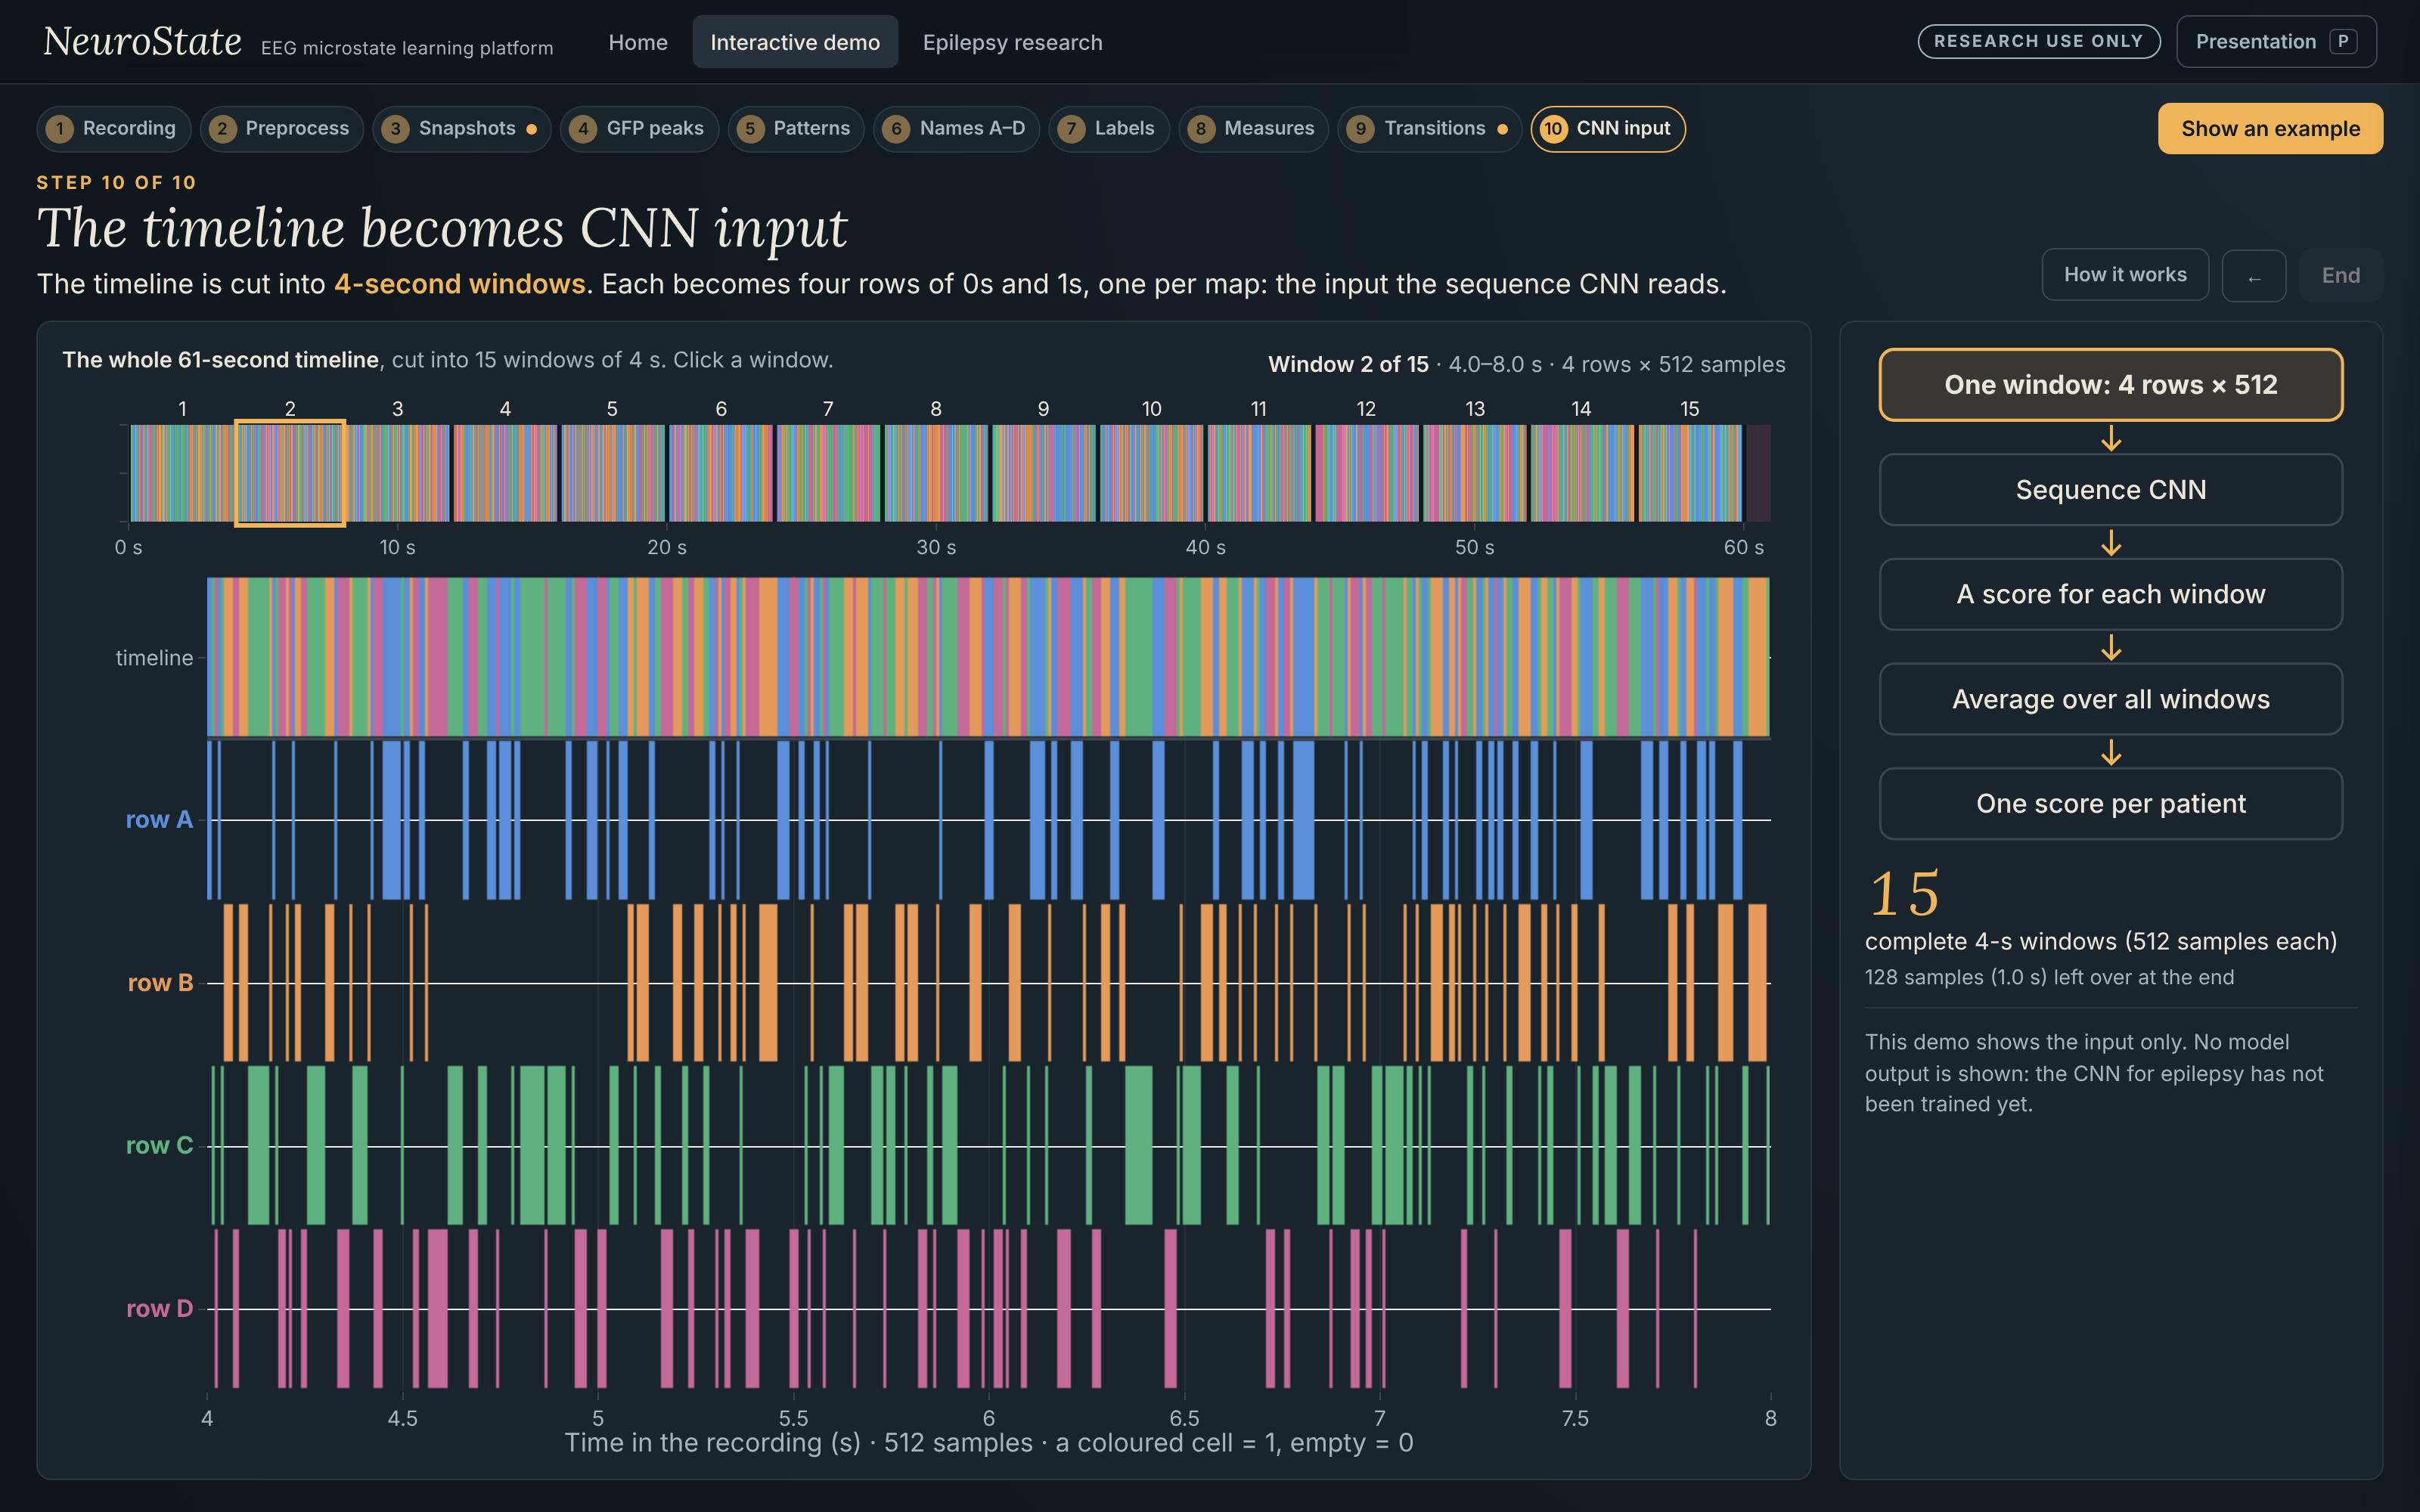 NeuroState EEG microstate learning platform Home Interactive demo Epilepsy research RESEARCH USE ONLY Presentation P
1 Recording 2 Preprocess 3 Snapshots 4 GFP peaks 5 Patterns 6 Names A–D 7 Labels 8 Measures 9 Transitions 10 CNN input Show an example
STEP 10 OF 10
The timeline becomes CNN input
The timeline is cut into 4-second windows. Each becomes four rows of 0s and 1s, one per map: the input the sequence CNN reads.
How it works ← End
The whole 61-second timeline, cut into 15 windows of 4 s. Click a window.
Window 2 of 15 · 4.0–8.0 s · 4 rows × 512 samples
1 2 3 4 5 6 7 8 9 10 11 12 13 14 15
0 s 10 s 20 s 30 s 40 s 50 s 60 s
timeline
row A
row B
row C
row D
4 4.5 5 5.5 6 6.5 7 7.5 8
Time in the recording (s) · 512 samples · a coloured cell = 1, empty = 0
One window: 4 rows × 512
↓
Sequence CNN
↓
A score for each window
↓
Average over all windows
↓
One score per patient
15
complete 4-s windows (512 samples each)
128 samples (1.0 s) left over at the end
This demo shows the input only. No model
output is shown: the CNN for epilepsy has not
been trained yet.